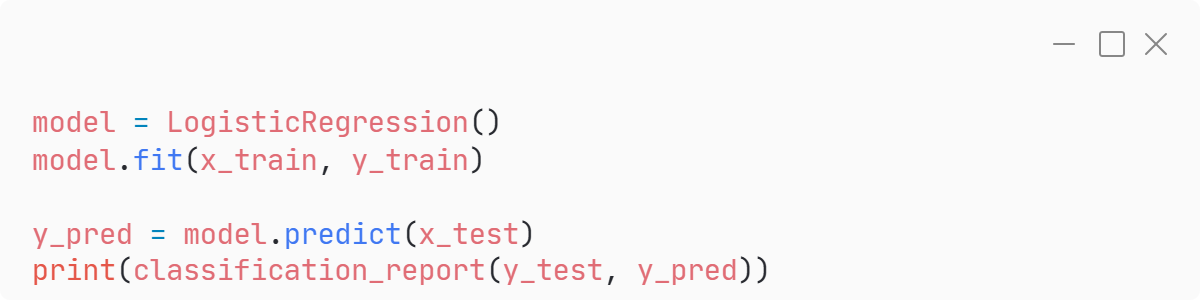 model = LogisticRegression()
model.fit(x_train, y_train)
y_pred = model.predict(x_test)
print(classification_report(y_test, y_pred))